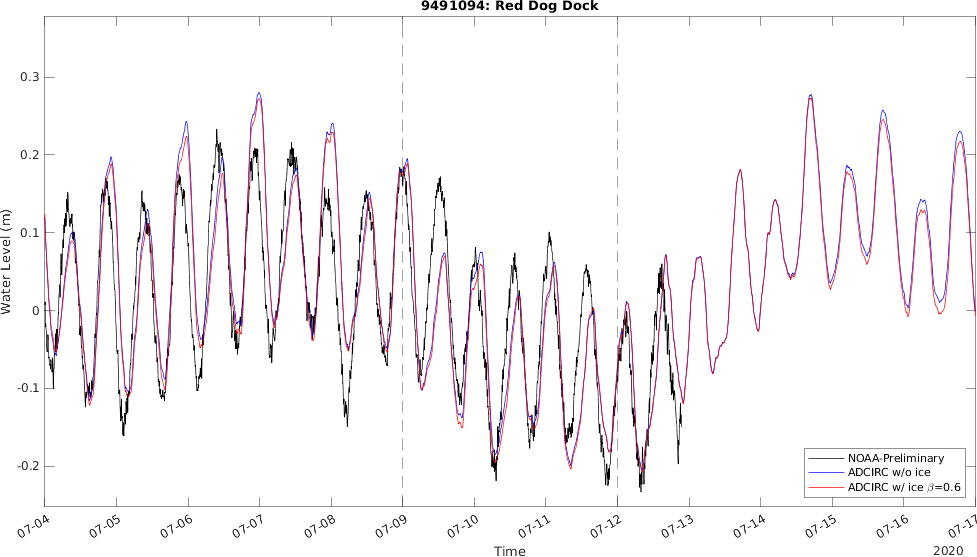 9491094: Red Dog Dock
Water Level (m)
0.3
0.2
0.1
0
-0.1
-0.2
NOAA-Preliminary
ADCIRC w/o ice
ADCIRC w/ ice β=0.6
07-04 07-05 07-06 07-07 07-08 07-09 07-10 07-11 07-12 07-13 07-14 07-15 07-16 07-17
Time
2020